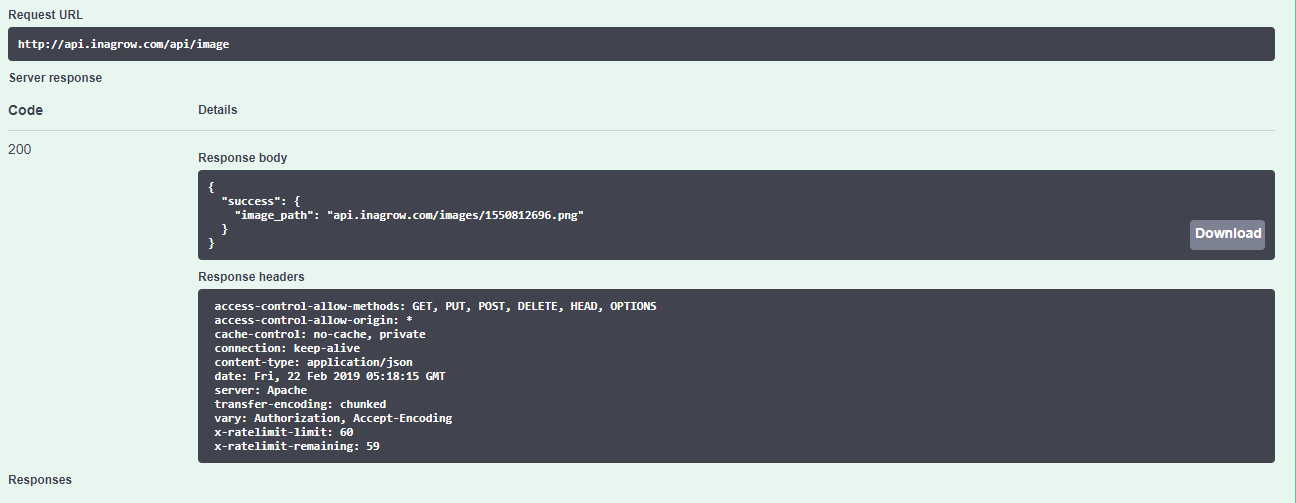 Request URL
http://api.inagrow.com/api/image
Server response
Code Details
200
Response body
{
  "success": {
    "image_path": "api.inagrow.com/images/1550812696.png"
  }
}
Download
Response headers
access-control-allow-methods: GET, PUT, POST, DELETE, HEAD, OPTIONS
access-control-allow-origin: *
cache-control: no-cache, private
connection: keep-alive
content-type: application/json
date: Fri, 22 Feb 2019 05:18:15 GMT
server: Apache
transfer-encoding: chunked
vary: Authorization, Accept-Encoding
x-ratelimit-limit: 60
x-ratelimit-remaining: 59
Responses